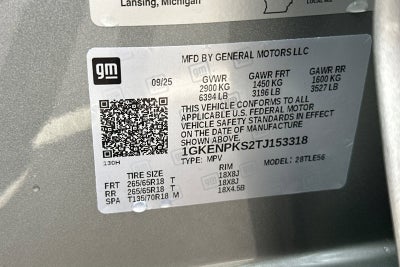 Lansing, Michigan
gm
MFD BY GENERAL MOTORS LLC
09/25 GVWR GAWR FRT GAWR RR
2900 KG 1450 KG 1600 KG
6394 LB 3196 LB 3527 LB
THIS VEHICLE CONFORMS TO ALL
APPLICABLE U.S. FEDERAL MOTOR
VEHICLE SAFETY STANDARDS IN EFFECT
ON THE DATE OF MANUFACTURE
1GKENPKS2TJ153318
TYPE: MPV MODEL: 28TLE56
130H
TIRE SIZE RIM
FRT 265/65R18 T 18X8J
RR 265/65R18 T 18X8J
SPA T135/70R18 M 18X4.5B